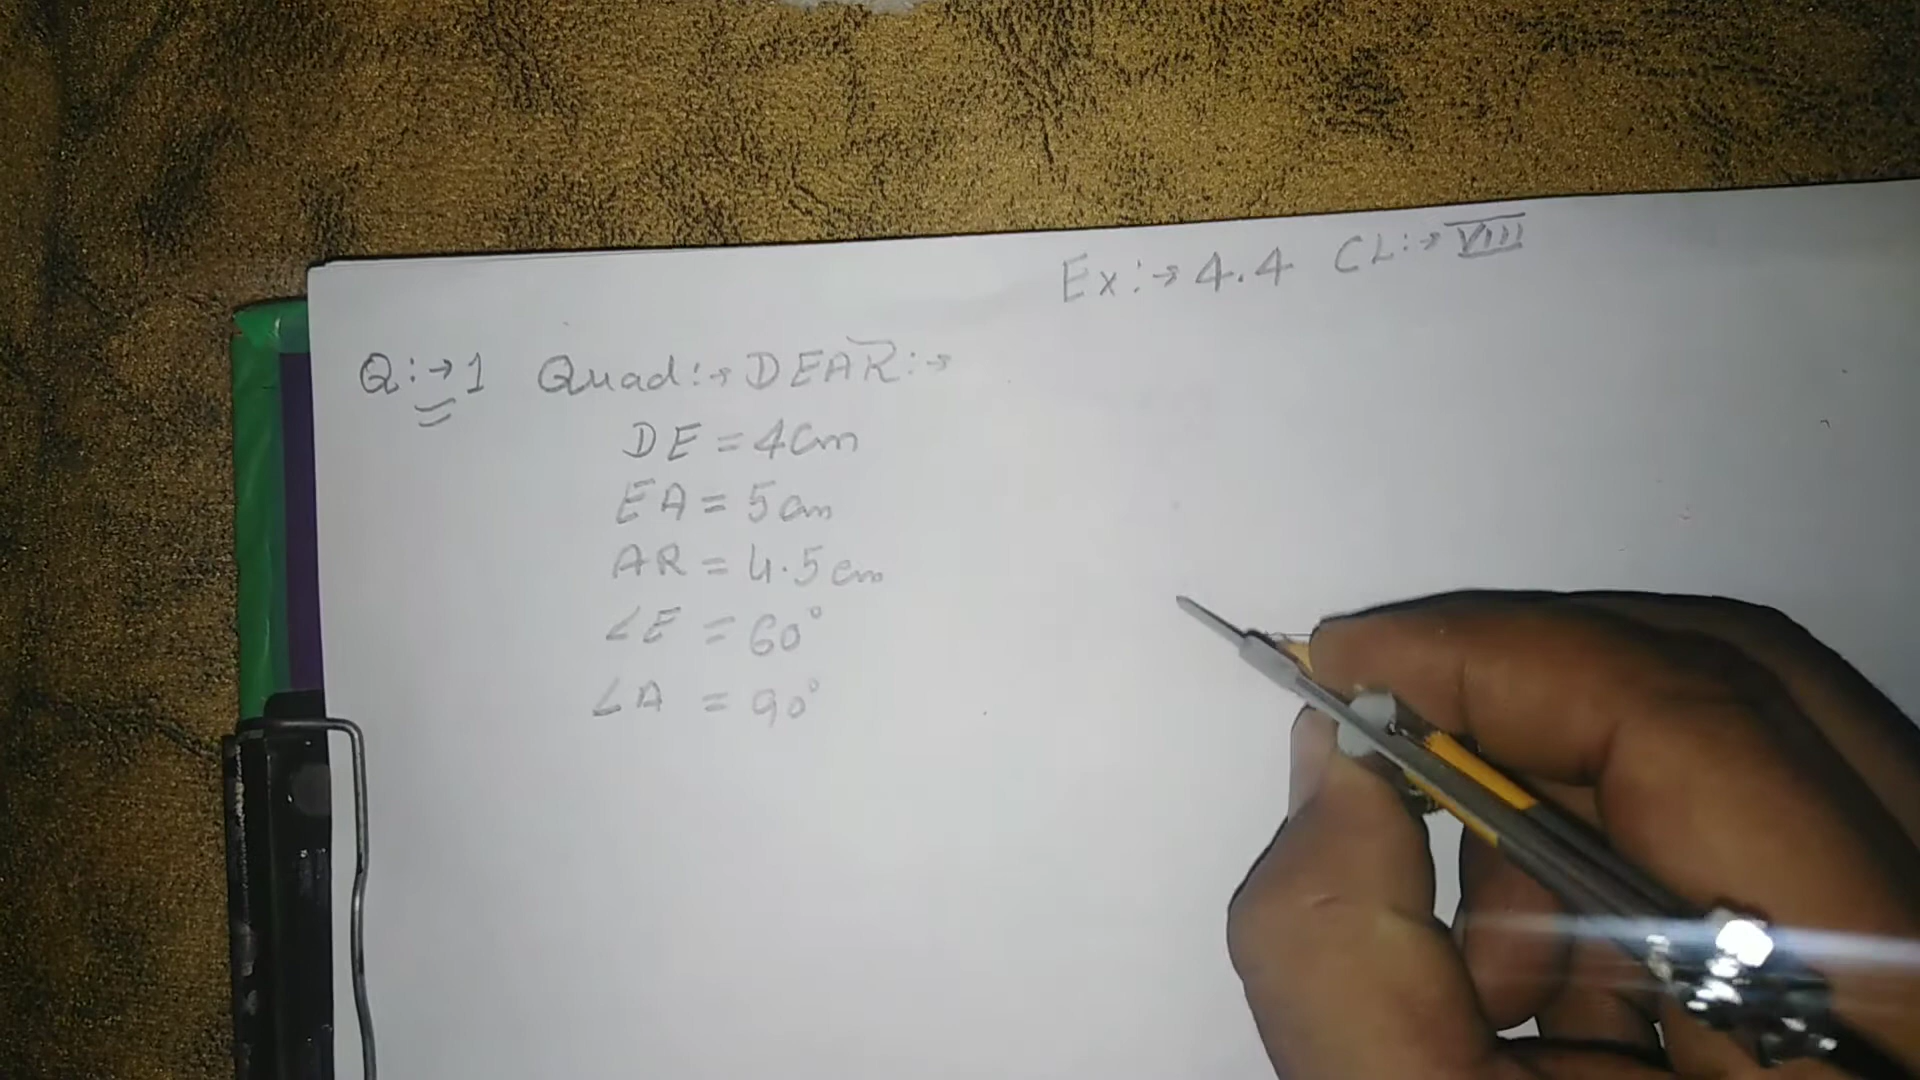 Ex:→ 4.4 CL:→ VIII
Q:→1 Quad:→ DEAR:→
DE = 4cm
EA = 5cm
AR = 4.5cm
∠E = 60°
∠A = 90°